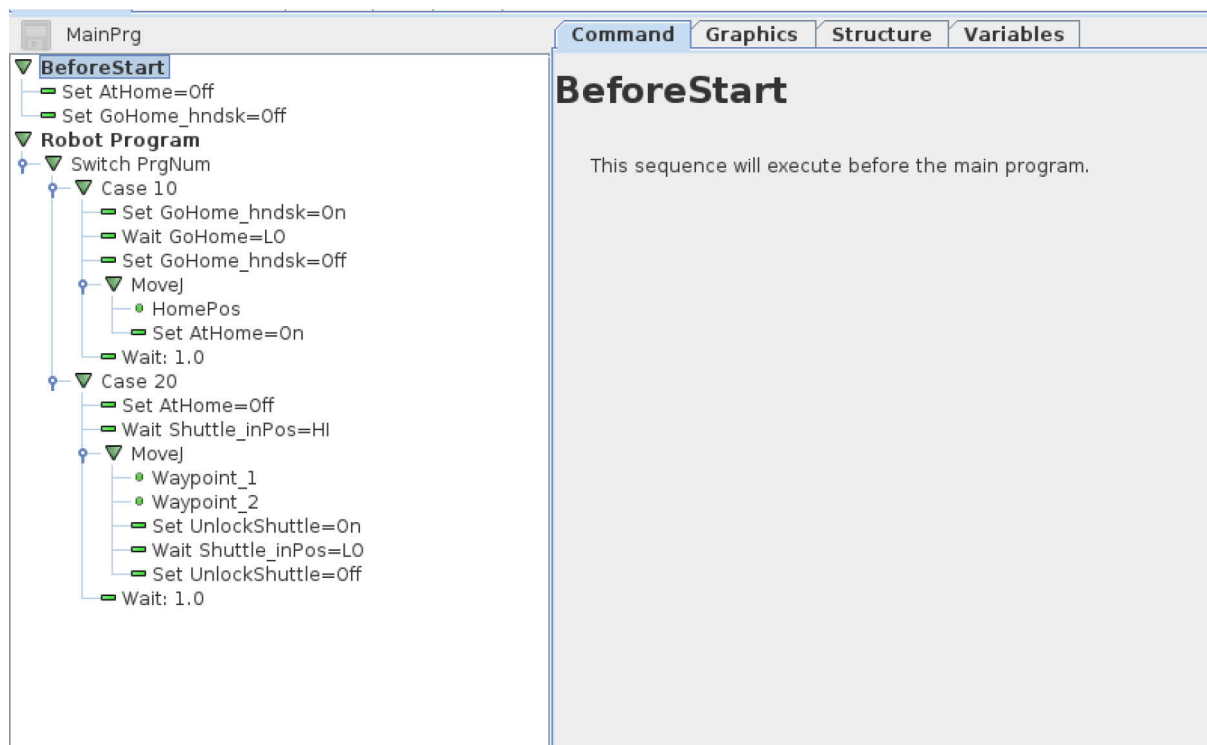 MainPrg
Command Graphics Structure Variables
BeforeStart
Set AtHome=Off
Set GoHome_hndsk=Off
Robot Program
Switch PrgNum
Case 10
Set GoHome_hndsk=On
Wait GoHome=LO
Set GoHome_hndsk=Off
MoveJ
HomePos
Set AtHome=On
Wait: 1.0
Case 20
Set AtHome=Off
Wait Shuttle_inPos=HI
MoveJ
Waypoint_1
Waypoint_2
Set UnlockShuttle=On
Wait Shuttle_inPos=LO
Set UnlockShuttle=Off
Wait: 1.0
BeforeStart
This sequence will execute before the main program.